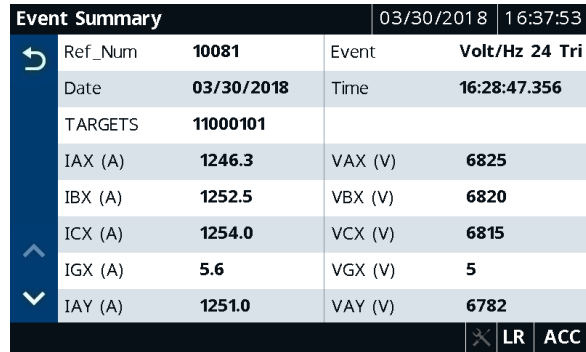 Event Summary 03/30/2018 16:37:53
Ref_Num 10081 Event Volt/Hz 24 Tri
Date 03/30/2018 Time 16:28:47.356
TARGETS 11000101
IAX (A) 1246.3 VAX (V) 6825
IBX (A) 1252.5 VBX (V) 6820
ICX (A) 1254.0 VCX (V) 6815
IGX (A) 5.6 VGX (V) 5
IAY (A) 1251.0 VAY (V) 6782
LR ACC